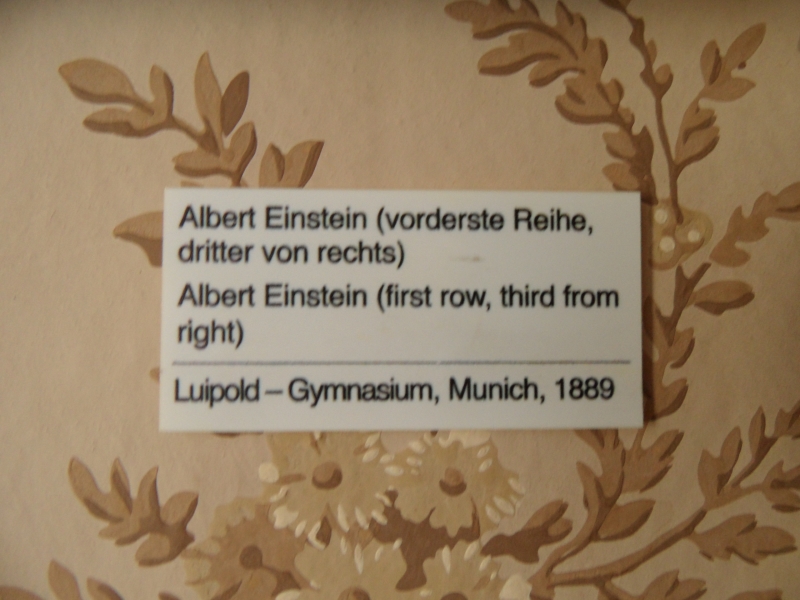 Albert Einstein (vorderste Reihe,
dritter von rechts)
Albert Einstein (first row, third from
right)
Luipold – Gymnasium, Munich, 1889